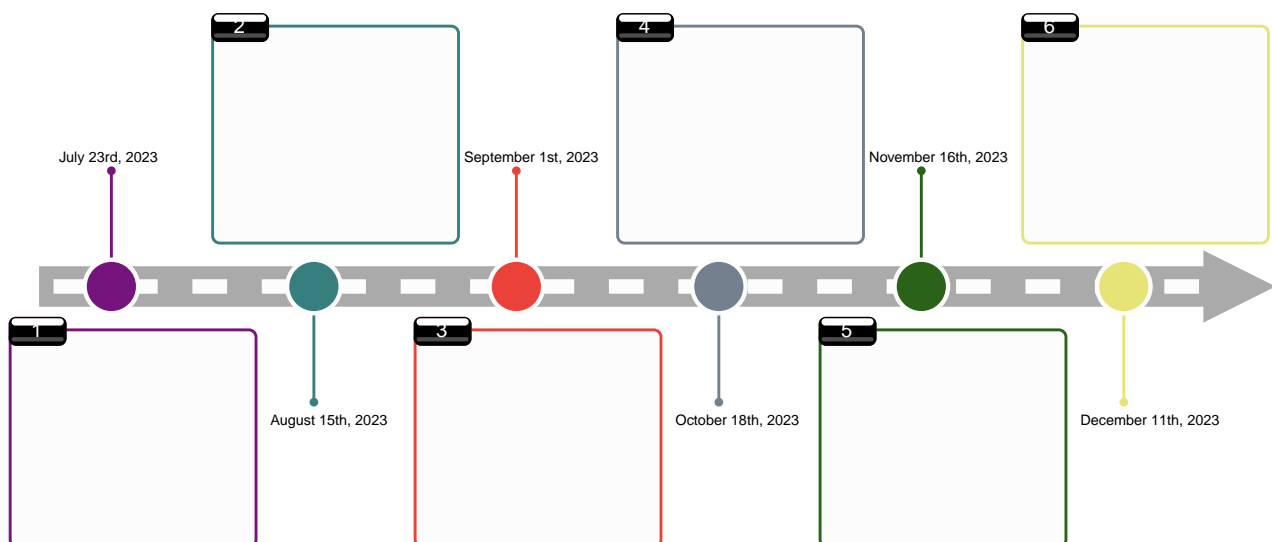 2
4
6
July 23rd, 2023
September 1st, 2023
November 16th, 2023
1
3
5
August 15th, 2023
October 18th, 2023
December 11th, 2023